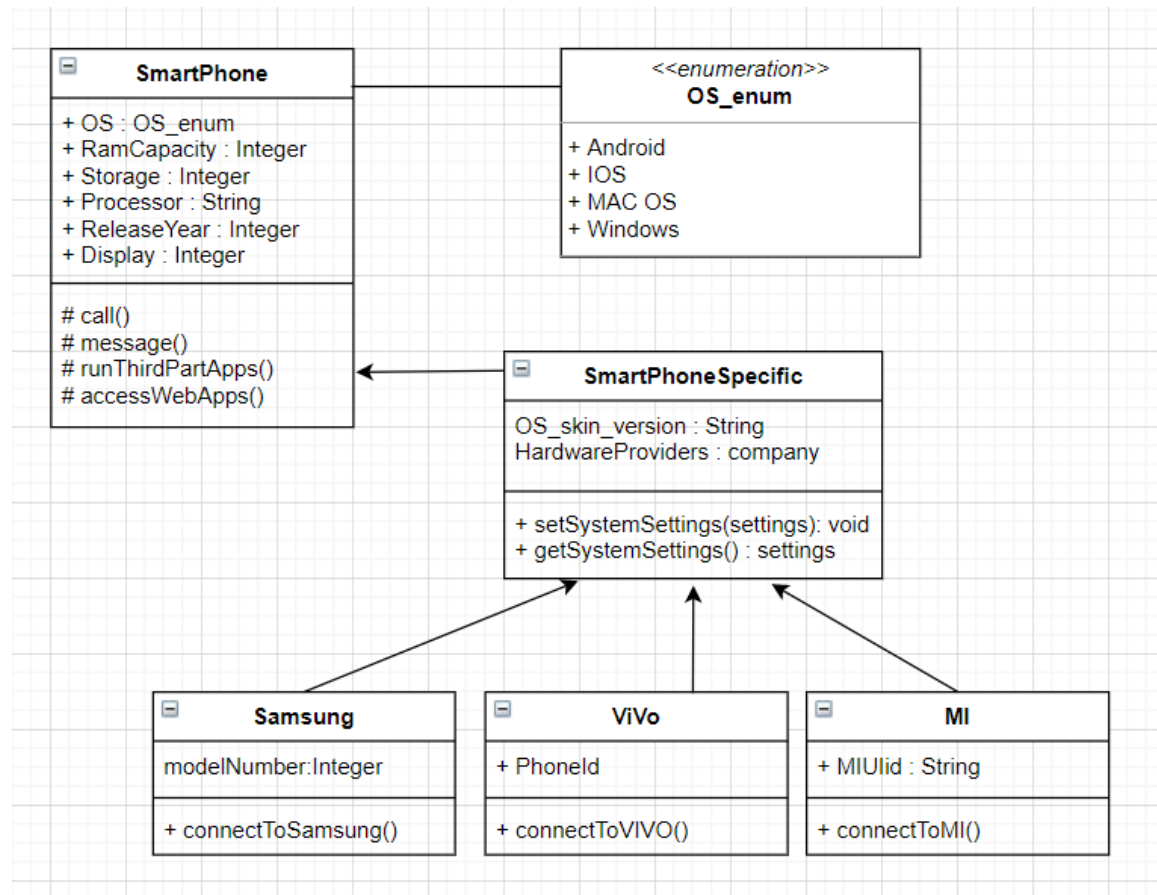 SmartPhone
+ OS : OS_enum
+ RamCapacity : Integer
+ Storage : Integer
+ Processor : String
+ ReleaseYear : Integer
+ Display : Integer
# call()
# message()
# runThirdPartApps()
# accessWebApps()
<<enumeration>>
OS_enum
+ Android
+ IOS
+ MAC OS
+ Windows
SmartPhoneSpecific
OS_skin_version : String
HardwareProviders : company
+ setSystemSettings(settings): void
+ getSystemSettings() : settings
Samsung
modelNumber:Integer
+ connectToSamsung()
ViVo
+ PhoneId
+ connectToVIVO()
MI
+ MIUIid : String
+ connectToMI()